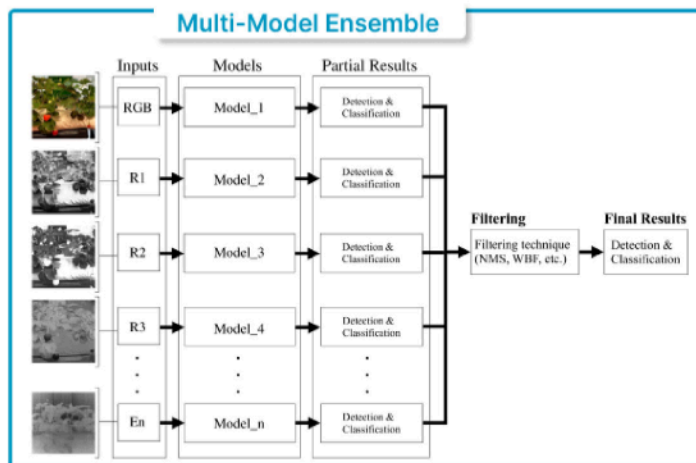 Multi-Model Ensemble
Inputs
Models
Partial Results
RGB
Model_1
Detection &
Classification
R1
Model_2
Detection &
Classification
R2
Model_3
Detection &
Classification
R3
Model_4
Detection &
Classification
En
Model_n
Detection &
Classification
Filtering
Filtering technique
(NMS, WBF, etc.)
Final Results
Detection &
Classification